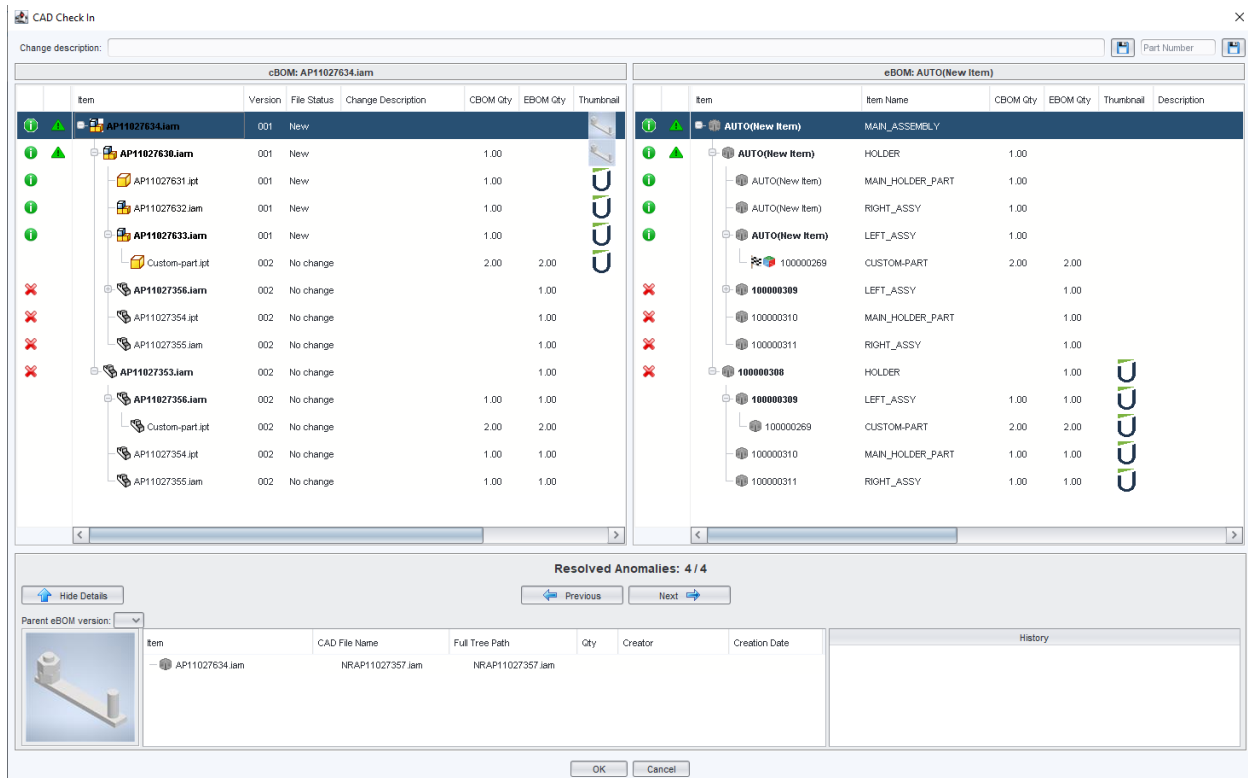 CAD Check In
Change description:
Part Number
cBOM: AP11027634.iam
Item Version File Status Change Description CBOM Qty EBOM Qty Thumbnail
AP11027634.iam 001 New
AP11027630.iam 001 New 1.00
AP11027631.ipt 001 New 1.00
AP11027632.iam 001 New 1.00
AP11027633.iam 001 New 1.00
Custom-part.ipt 002 No change 2.00 2.00
AP11027356.iam 002 No change 1.00
AP11027354.ipt 002 No change 1.00
AP11027355.iam 002 No change 1.00
AP11027353.iam 002 No change 1.00
AP11027356.iam 002 No change 1.00 1.00
Custom-part.ipt 002 No change 2.00 2.00
AP11027354.ipt 002 No change 1.00 1.00
AP11027355.iam 002 No change 1.00 1.00
eBOM: AUTO(New Item)
Item Item Name CBOM Qty EBOM Qty Thumbnail Description
AUTO(New Item) MAIN_ASSEMBLY
AUTO(New Item) HOLDER 1.00
AUTO(New Item) MAIN_HOLDER_PART 1.00
AUTO(New Item) RIGHT_ASSY 1.00
AUTO(New Item) LEFT_ASSY 1.00
100000269 CUSTOM-PART 2.00 2.00
100000309 LEFT_ASSY 1.00
100000310 MAIN_HOLDER_PART 1.00
100000311 RIGHT_ASSY 1.00
100000308 HOLDER 1.00
100000309 LEFT_ASSY 1.00 1.00
100000269 CUSTOM-PART 2.00 2.00
100000310 MAIN_HOLDER_PART 1.00 1.00
100000311 RIGHT_ASSY 1.00 1.00
Resolved Anomalies: 4 / 4
Hide Details Previous Next
Parent eBOM version:
Item CAD File Name Full Tree Path Qty Creator Creation Date
AP11027634.iam NRAP11027357.iam NRAP11027357.iam
History
OK Cancel